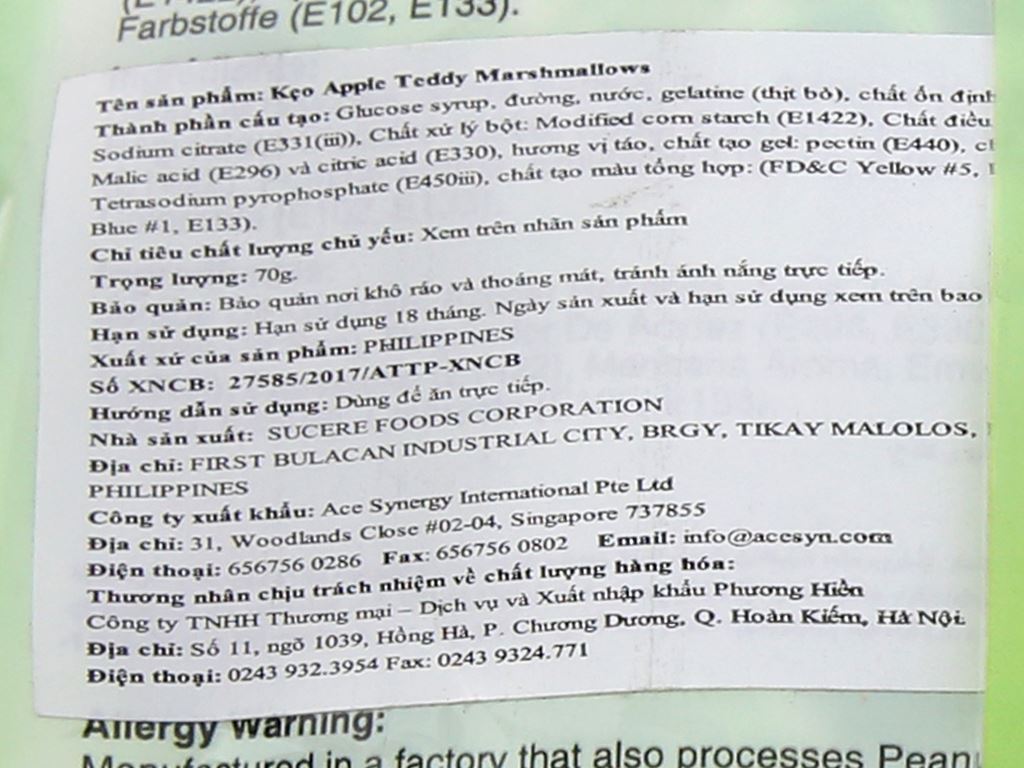 Farbstoffe (E102, E133).
Tên sản phẩm: Kẹo Apple Teddy Marshmallows
Thành phần cấu tạo: Glucose syrup, đường, nước, gelatine (thịt bò), chất ổn định
Sodium citrate (E331(iii)), Chất xử lý bột: Modified corn starch (E1422), Chất điều
Malic acid (E296) và citric acid (E330), hương vị táo, chất tạo gel: pectin (E440),
Tetrasodium pyrophosphate (E450iii), chất tạo màu tổng hợp: (FD&C Yellow #5,
Blue #1, E133).
Chỉ tiêu chất lượng chủ yếu: Xem trên nhãn sản phẩm
Trọng lượng: 70g.
Bảo quản: Bảo quản nơi khô ráo và thoáng mát, tránh ánh nắng trực tiếp.
Hạn sử dụng: Hạn sử dụng 18 tháng. Ngày sản xuất và hạn sử dụng xem trên bao
Xuất xứ của sản phẩm: PHILIPPINES
Số XNCB: 27585/2017/ATTP-XNCB
Hướng dẫn sử dụng: Dùng để ăn trực tiếp.
Nhà sản xuất: SUCERE FOODS CORPORATION
Địa chỉ: FIRST BULACAN INDUSTRIAL CITY, BRGY, TIKAY MALOLOS,
PHILIPPINES
Công ty xuất khẩu: Ace Synergy International Pte Ltd
Địa chỉ: 31, Woodlands Close #02-04, Singapore 737855
Điện thoại: 656756 0286 Fax: 656756 0802 Email: info@accsyn.com
Thương nhân chịu trách nhiệm về chất lượng hàng hóa:
Công ty TNHH Thương mại – Dịch vụ và Xuất nhập khẩu Phương Hiền
Địa chỉ: Số 11, ngõ 1039, Hồng Hà, P. Chương Dương, Q. Hoàn Kiếm, Hà Nội.
Điện thoại: 0243 932.3954 Fax: 0243 9324.771
Allergy Warning:
Manufactured in a factory that also processes